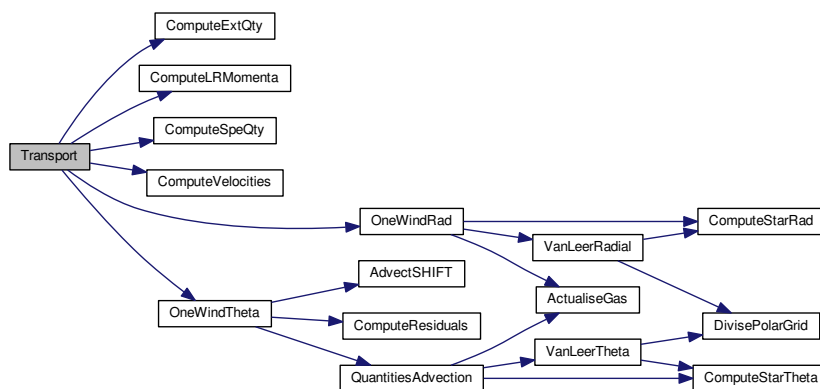 ComputeExtQty
ComputeLRMomenta
ComputeSpeQty
Transport
ComputeVelocities
OneWindRad
ComputeStarRad
VanLeerRadial
AdvectSHIFT
ActualiseGas
OneWindTheta
ComputeResiduals
DivisePolarGrid
VanLeerTheta
QuantitiesAdvection
ComputeStarTheta